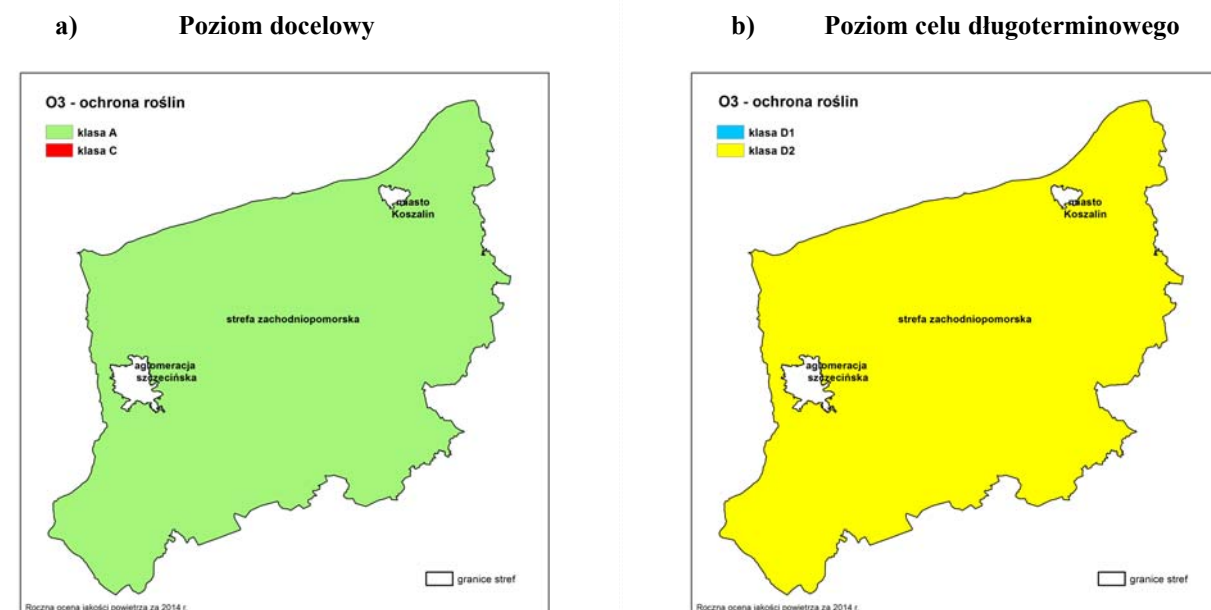 a) Poziom docelowy
O3 - ochrona roślin
klasa A
klasa C
miasto
Koszalin
strefa zachodniopomorska
aglomeracja
szczecińska
granice stref
Roczna ocena jakości powietrza za 2014 r.
b) Poziom celu długoterminowego
O3 - ochrona roślin
klasa D1
klasa D2
miasto
Koszalin
strefa zachodniopomorska
aglomeracja
szczecińska
granice stref
Roczna ocena jakości powietrza za 2014 r.